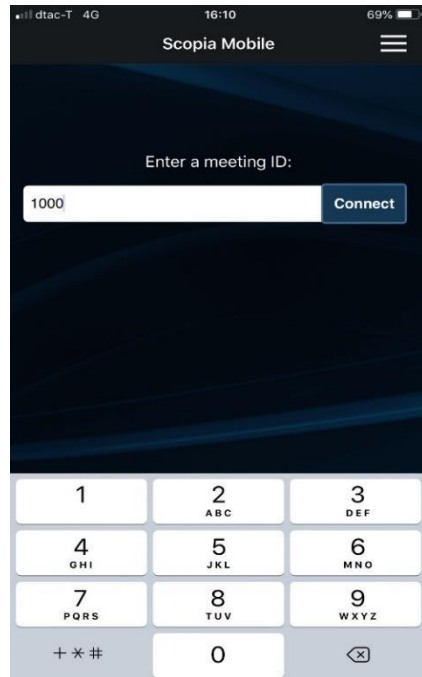 dtac-T 4G 16:10 69%
Scopia Mobile
Enter a meeting ID:
1000 Connect
1 2 3
ABC DEF
4 5 6
GHI JKL MNO
7 8 9
PQRS TUV WXYZ
+ * # 0